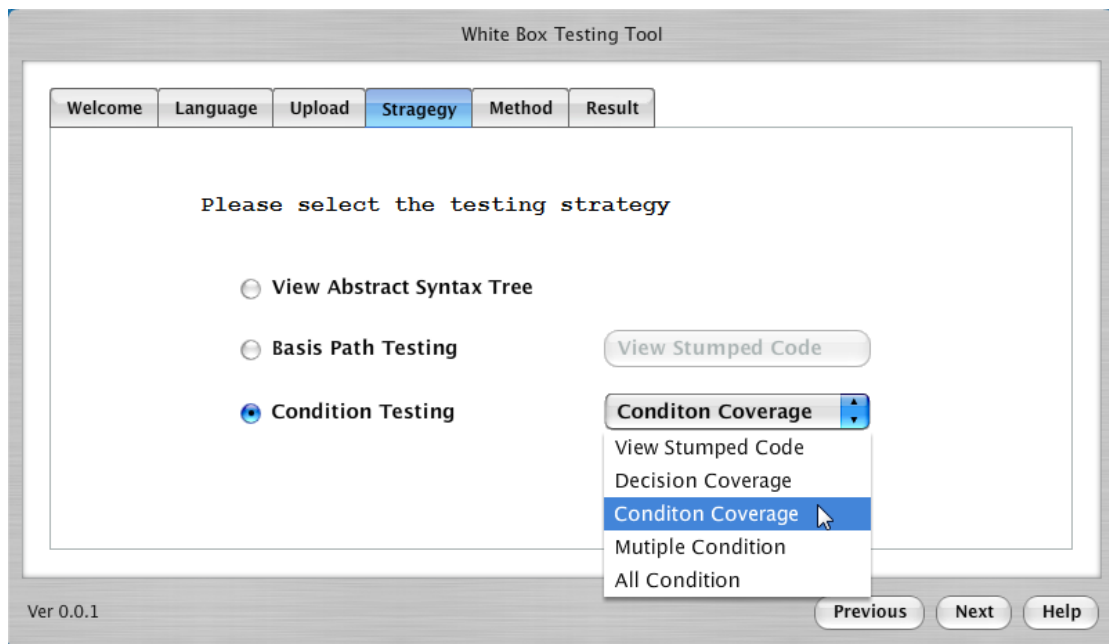 White Box Testing Tool
Welcome Language Upload Stragegy Method Result
Please select the testing strategy
View Abstract Syntax Tree
Basis Path Testing View Stumped Code
Condition Testing Conditon Coverage
View Stumped Code
Decision Coverage
Conditon Coverage
Mutiple Condition
All Condition
Ver 0.0.1 Previous Next Help